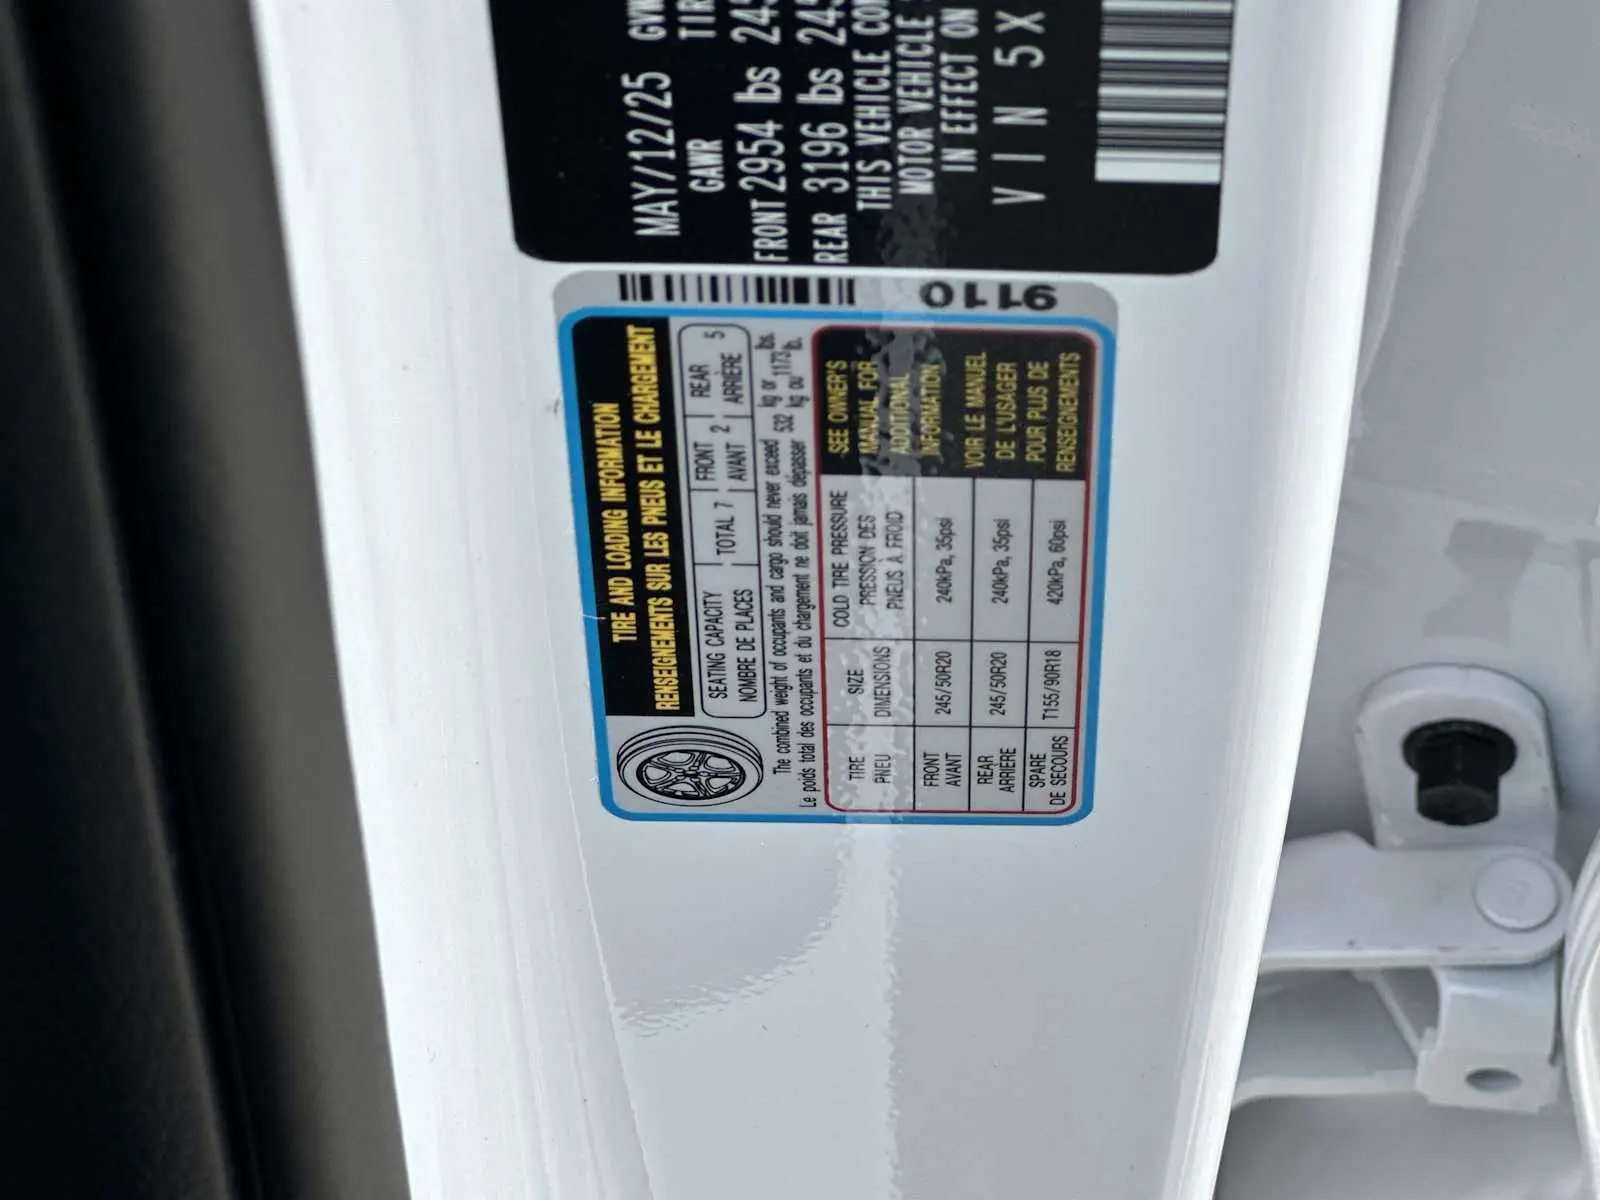 MAY/12/25 GVW
GAWR TIR
FRONT 2954 lbs 245
REAR 3196 lbs 245
THIS VEHICLE CO
MOTOR VEHICLE
IN EFFECT ON
VIN 5X
9110
TIRE AND LOADING INFORMATION
RENSEIGNEMENTS SUR LES PNEUS ET LE CHARGEMENT
SEATING CAPACITY TOTAL 7 FRONT 2 REAR 5
NOMBRE DE PLACES AVANT ARRIÈRE
The combined weight of occupants and cargo should never exceed 532 kg or 1173 lbs.
Le poids total des occupants et du chargement ne doit jamais dépasser kg ou lb.
TIRE SIZE COLD TIRE PRESSURE
PNEU DIMENSIONS PRESSION DES
PNEUS À FROID
FRONT
AVANT 245/50R20 240kPa, 35psi
REAR
ARRIÈRE 245/50R20 240kPa, 35psi
SPARE
DE SECOURS T155/90R18 420kPa, 60psi
SEE OWNER'S
MANUAL FOR
ADDITIONAL
INFORMATION
VOIR LE MANUEL
DE L'USAGER
POUR PLUS DE
RENSEIGNEMENTS